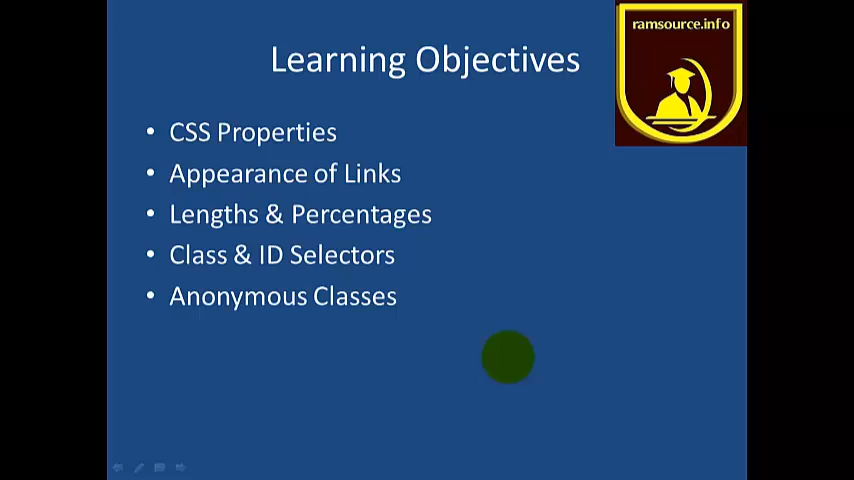 ramsource.info
Learning Objectives
• CSS Properties
• Appearance of Links
• Lengths & Percentages
• Class & ID Selectors
• Anonymous Classes